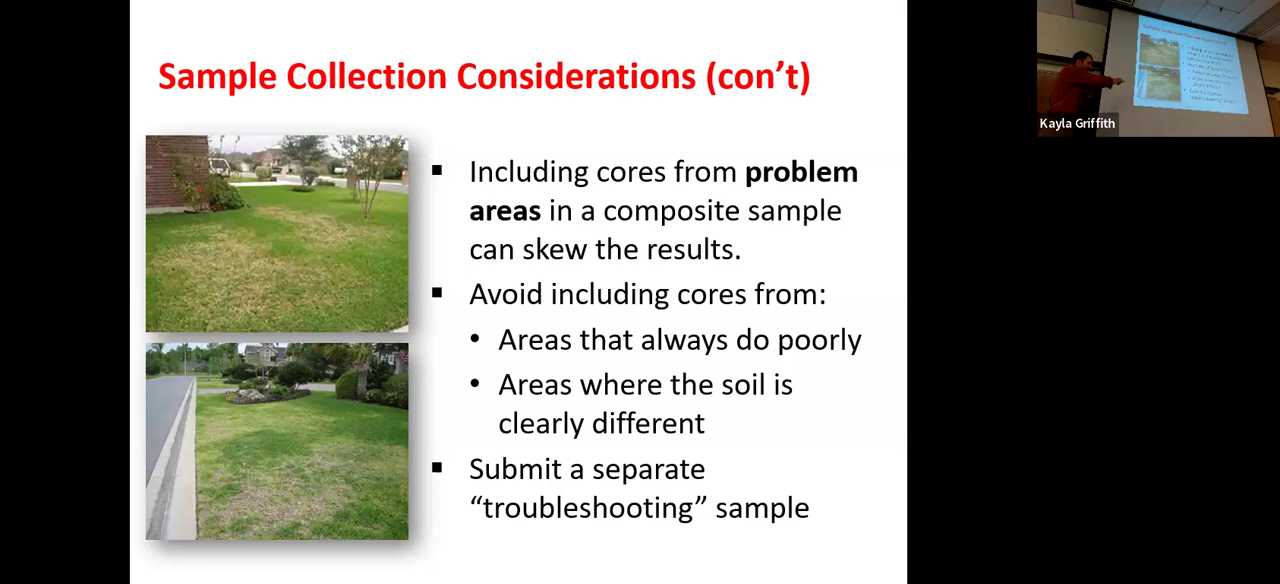 Sample Collection Considerations (con’t)
▪ Including cores from problem
areas in a composite sample
can skew the results.
▪ Avoid including cores from:
• Areas that always do poorly
• Areas where the soil is
clearly different
▪ Submit a separate
“troubleshooting” sample
Kayla Griffith